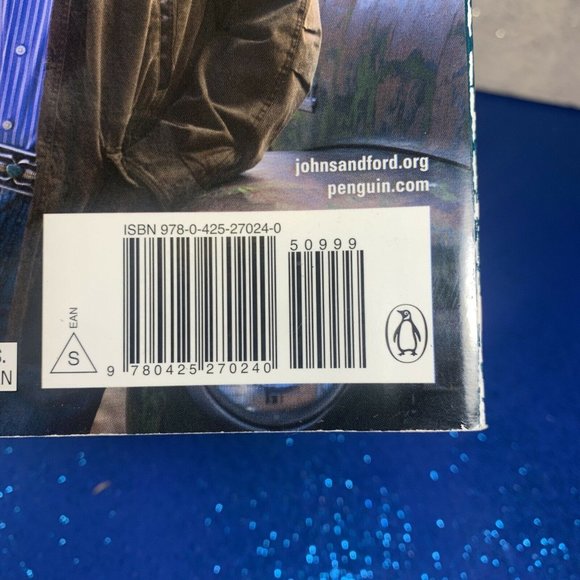 johnsandford.org
penguin.com
ISBN 978-0-425-27024-0
50999
EAN
S
9 780425 270240
S.
N